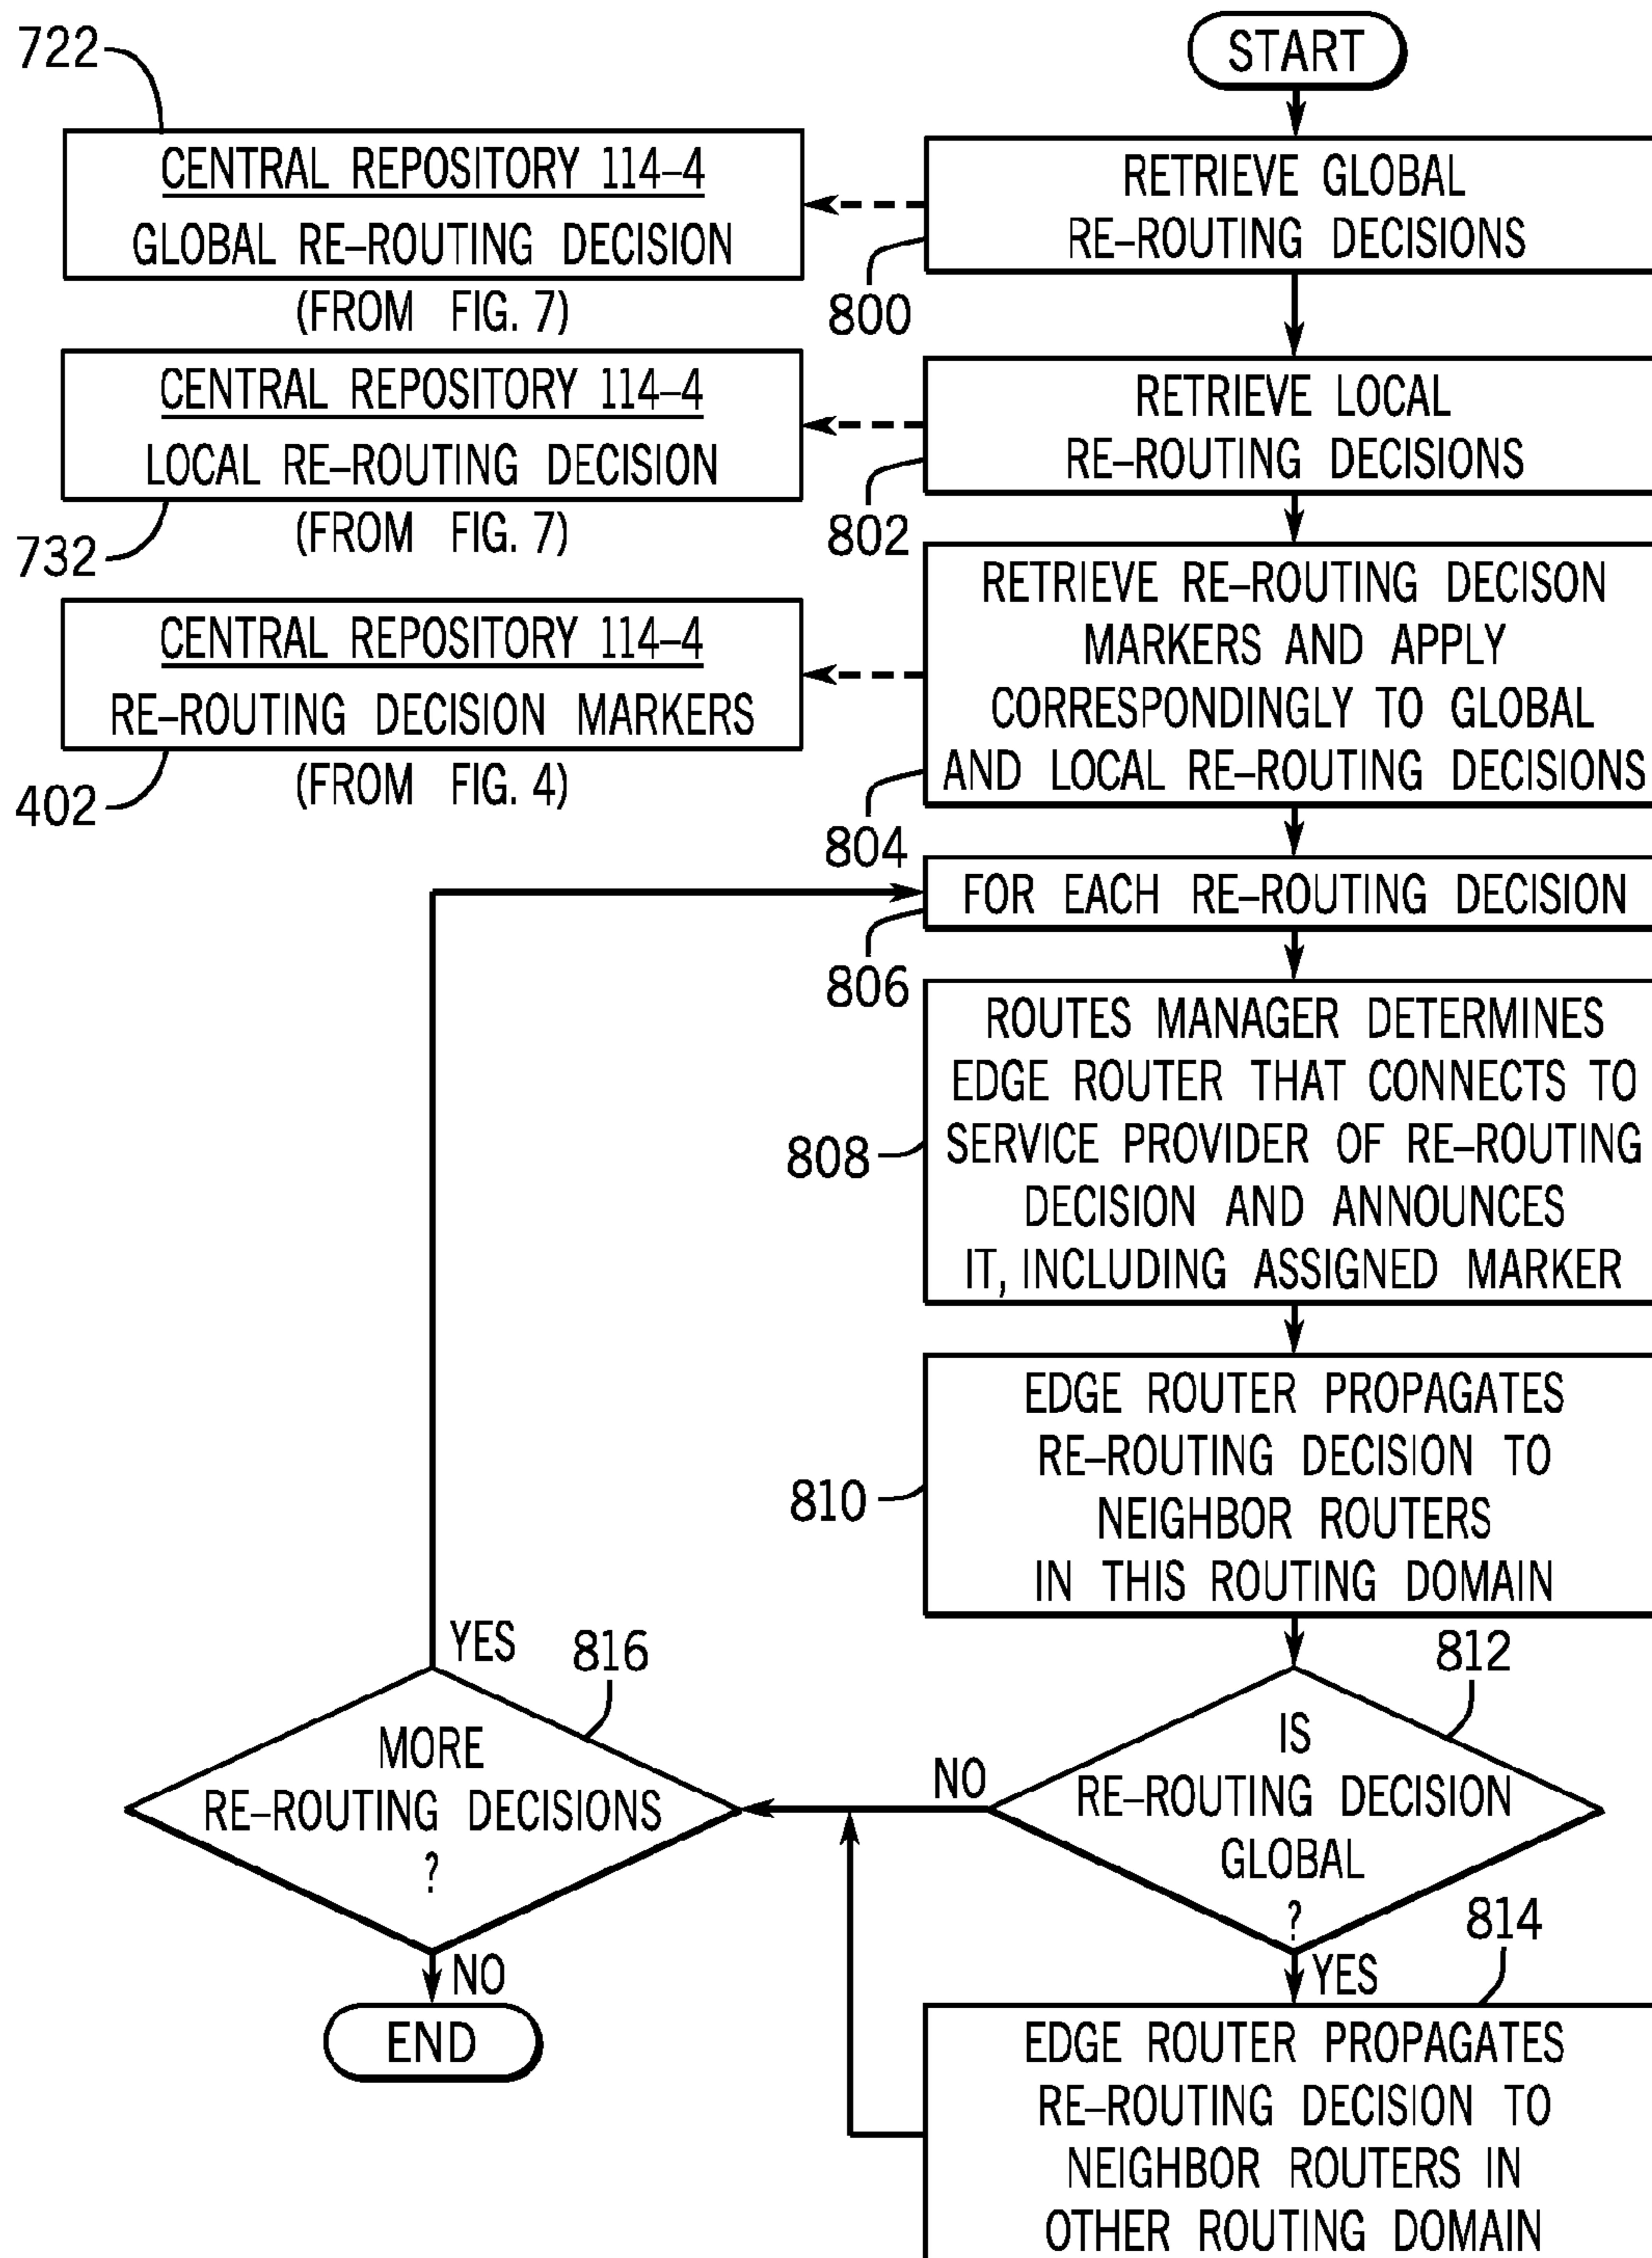 START
722
CENTRAL REPOSITORY 114–4
GLOBAL RE–ROUTING DECISION
(FROM FIG. 7)
RETRIEVE GLOBAL
RE–ROUTING DECISIONS
800
CENTRAL REPOSITORY 114–4
LOCAL RE–ROUTING DECISION
(FROM FIG. 7)
732
RETRIEVE LOCAL
RE–ROUTING DECISIONS
802
CENTRAL REPOSITORY 114–4
RE–ROUTING DECISION MARKERS
(FROM FIG. 4)
402
RETRIEVE RE–ROUTING DECISON
MARKERS AND APPLY
CORRESPONDINGLY TO GLOBAL
AND LOCAL RE–ROUTING DECISIONS
804
FOR EACH RE–ROUTING DECISION
806
ROUTES MANAGER DETERMINES
EDGE ROUTER THAT CONNECTS TO
SERVICE PROVIDER OF RE–ROUTING
DECISION AND ANNOUNCES
IT, INCLUDING ASSIGNED MARKER
808
EDGE ROUTER PROPAGATES
RE–ROUTING DECISION TO
NEIGHBOR ROUTERS
IN THIS ROUTING DOMAIN
810
812
IS
RE–ROUTING DECISION
GLOBAL
?
NO
YES
YES
816
MORE
RE–ROUTING DECISIONS
?
NO
END
814
EDGE ROUTER PROPAGATES
RE–ROUTING DECISION TO
NEIGHBOR ROUTERS IN
OTHER ROUTING DOMAIN